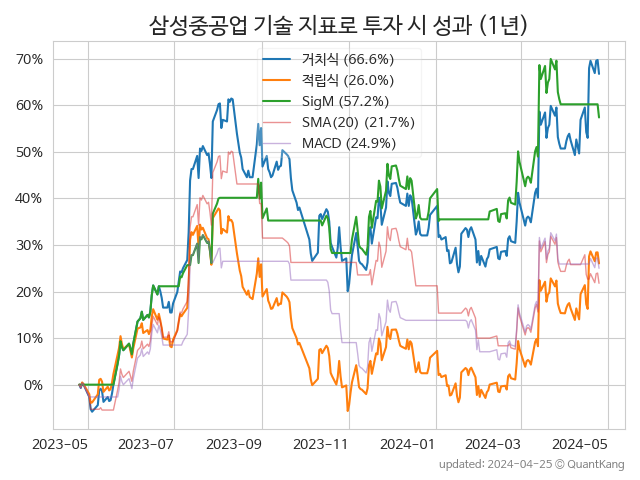 삼성중공업 기술 지표로 투자 시 성과 (1년)
거치식 (66.6%)
적립식 (26.0%)
SigM (57.2%)
SMA(20) (21.7%)
MACD (24.9%)
70%
60%
50%
40%
30%
20%
10%
0%
2023-05 2023-07 2023-09 2023-11 2024-01 2024-03 2024-05
updated: 2024-04-25 © QuantKang